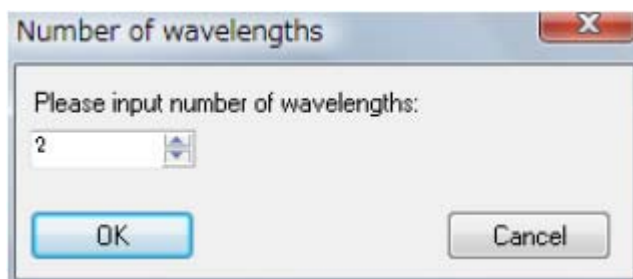 Number of wavelengths
Please input number of wavelengths:
2
OK
Cancel